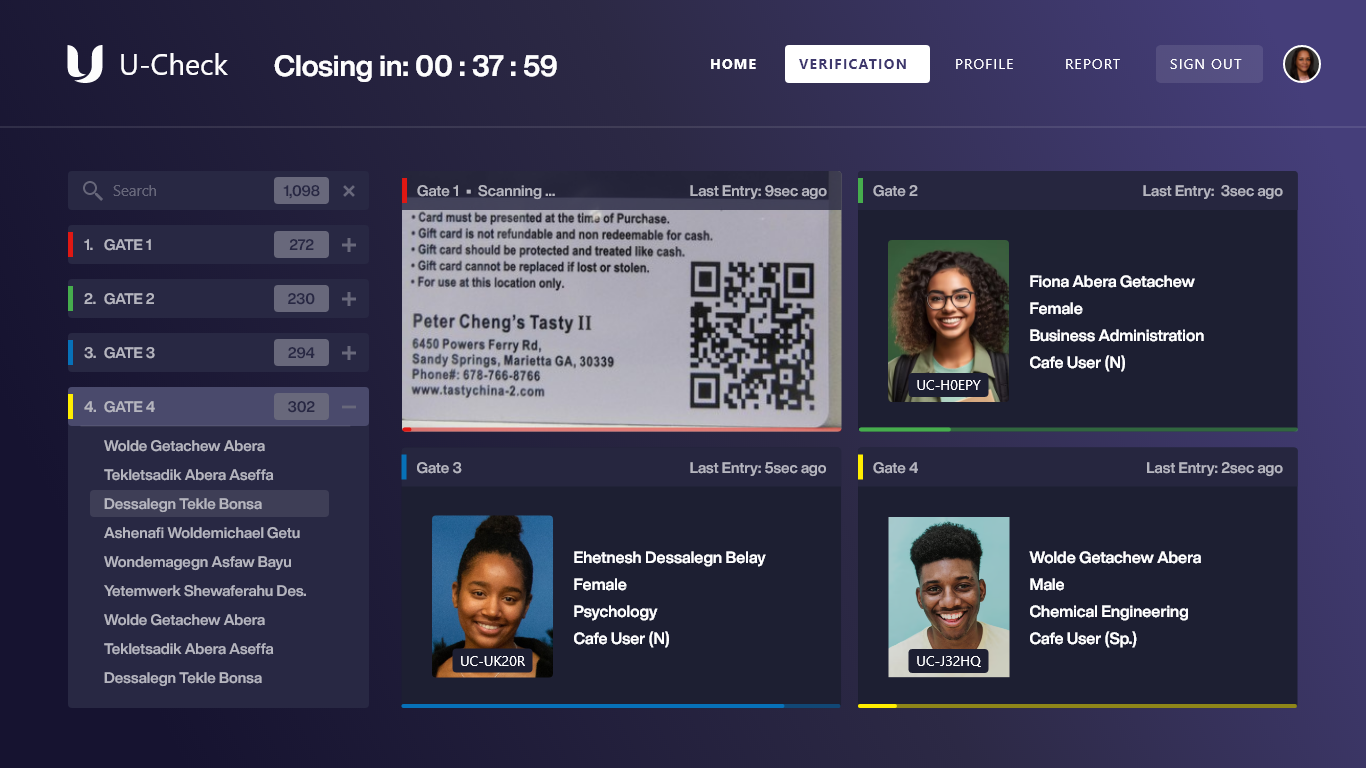 U-Check
Closing in: 00 : 37 : 59
HOME
VERIFICATION
PROFILE
REPORT
SIGN OUT
Search
1,098
1. GATE 1
272
2. GATE 2
230
3. GATE 3
294
4. GATE 4
302
Wolde Getachew Abera
Tekletsadik Abera Aseffa
Dessalegn Tekle Bonsa
Ashenafi Woldemichael Getu
Wondemagegn Asfaw Bayu
Yetemwerk Shewaferahu Des.
Wolde Getachew Abera
Tekletsadik Abera Aseffa
Dessalegn Tekle Bonsa
Gate 1 ▪ Scanning ...
Last Entry: 9sec ago
• Card must be presented at the time of Purchase.
• Gift card is not refundable and non redeemable for cash.
• Gift card should be protected and treated like cash.
• Gift card cannot be replaced if lost or stolen.
• For use at this location only.
Peter Cheng's Tasty II
6450 Powers Ferry Rd,
Sandy Springs, Marietta GA, 30339
Phone#: 678-766-8766
www.tastychina-2.com
Gate 2
Last Entry: 3sec ago
UC-H0EPY
Fiona Abera Getachew
Female
Business Administration
Cafe User (N)
Gate 3
Last Entry: 5sec ago
UC-UK20R
Ehetnesh Dessalegn Belay
Female
Psychology
Cafe User (N)
Gate 4
Last Entry: 2sec ago
UC-J32HQ
Wolde Getachew Abera
Male
Chemical Engineering
Cafe User (Sp.)